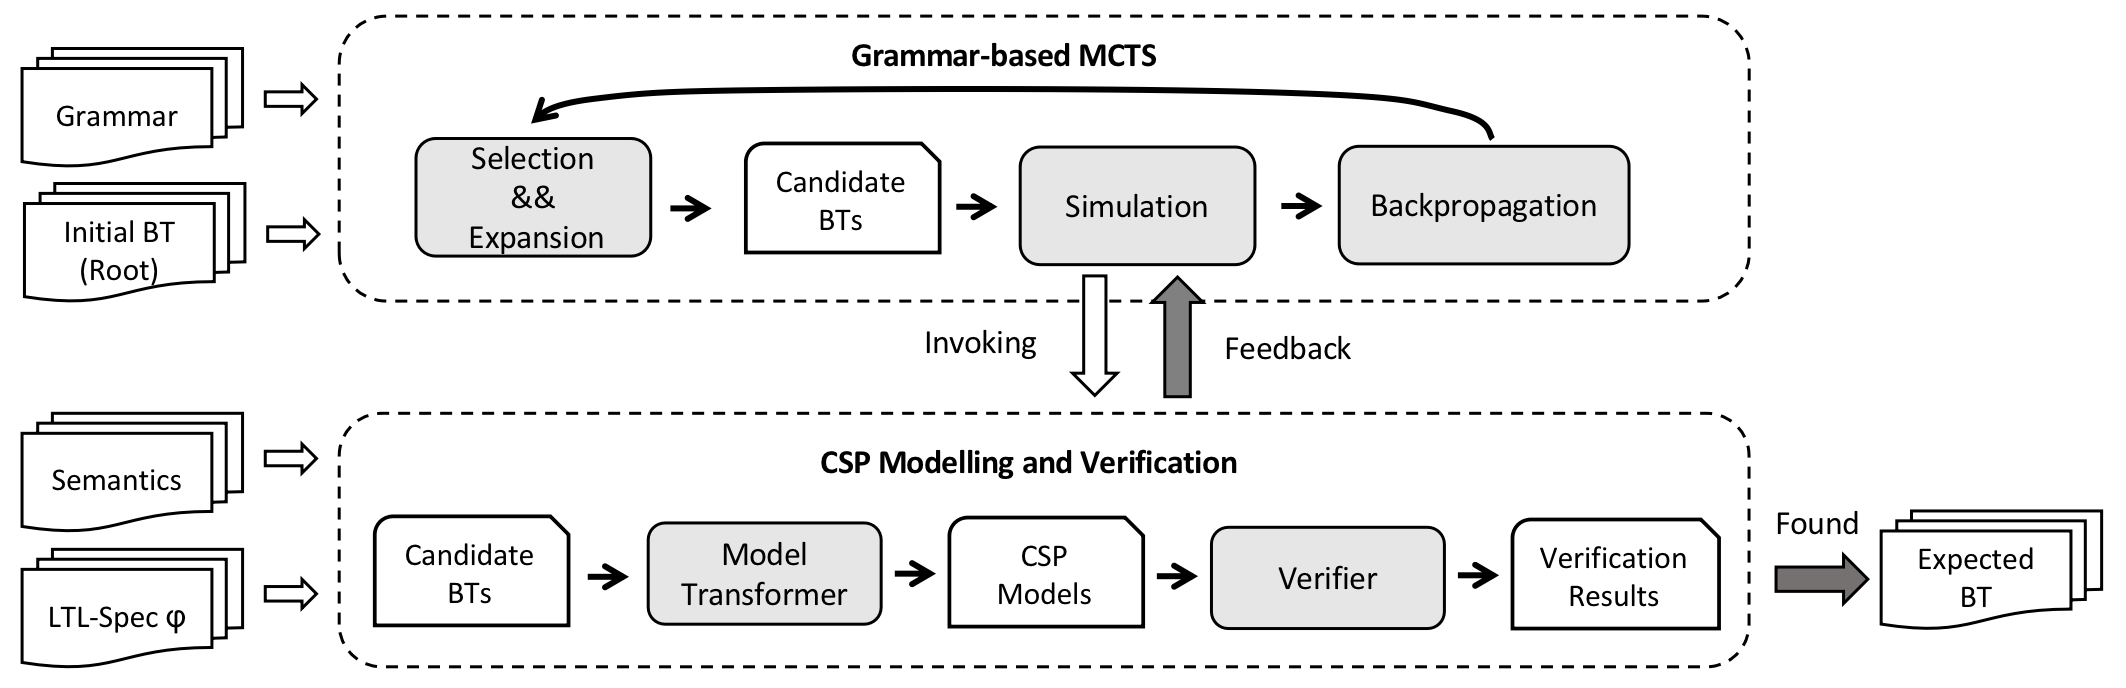 Grammar-based MCTS
Grammar
Initial BT
(Root)
Selection
&&
Expansion
Candidate
BTs
Simulation
Backpropagation
Invoking
Feedback
Semantics
LTL-Spec φ
CSP Modelling and Verification
Candidate
BTs
Model
Transformer
CSP
Models
Verifier
Verification
Results
Found
Expected
BT